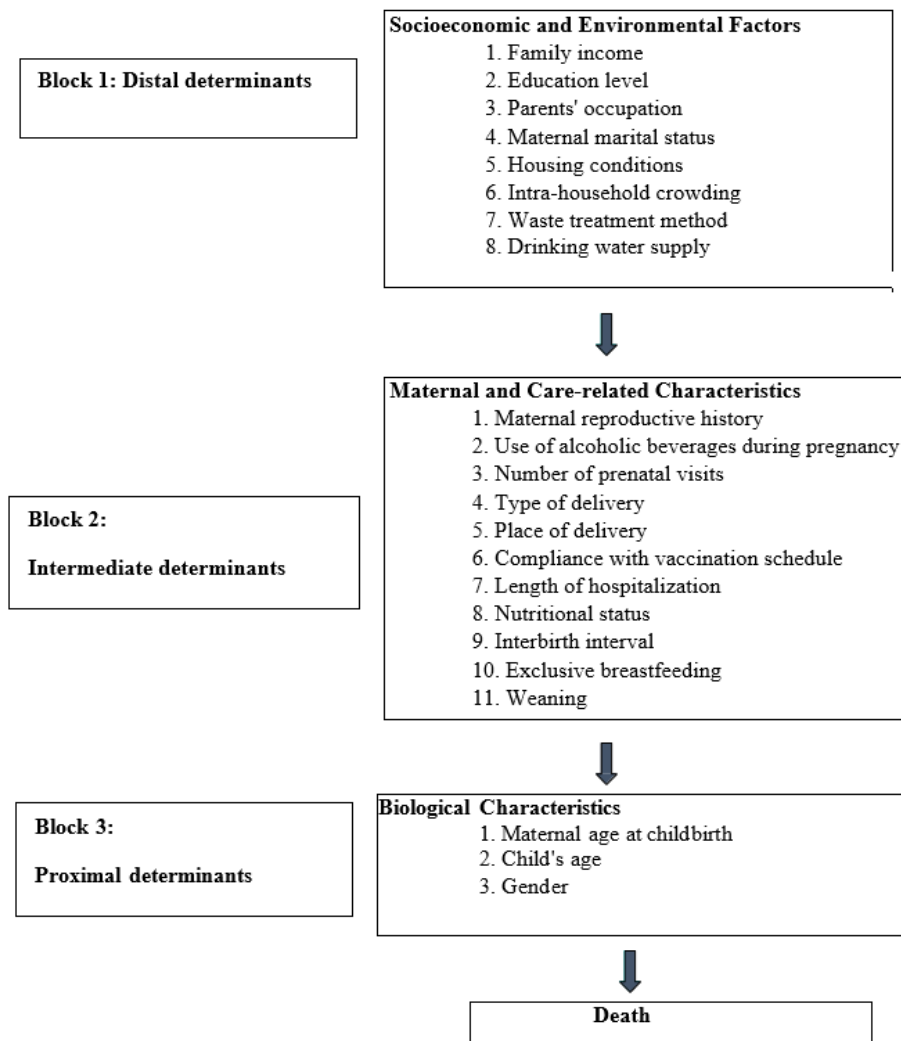 Block 1: Distal determinants
Socioeconomic and Environmental Factors
1. Family income
2. Education level
3. Parents' occupation
4. Maternal marital status
5. Housing conditions
6. Intra-household crowding
7. Waste treatment method
8. Drinking water supply
Block 2:
Intermediate determinants
Maternal and Care-related Characteristics
1. Maternal reproductive history
2. Use of alcoholic beverages during pregnancy
3. Number of prenatal visits
4. Type of delivery
5. Place of delivery
6. Compliance with vaccination schedule
7. Length of hospitalization
8. Nutritional status
9. Interbirth interval
10. Exclusive breastfeeding
11. Weaning
Block 3:
Proximal determinants
Biological Characteristics
1. Maternal age at childbirth
2. Child's age
3. Gender
Death